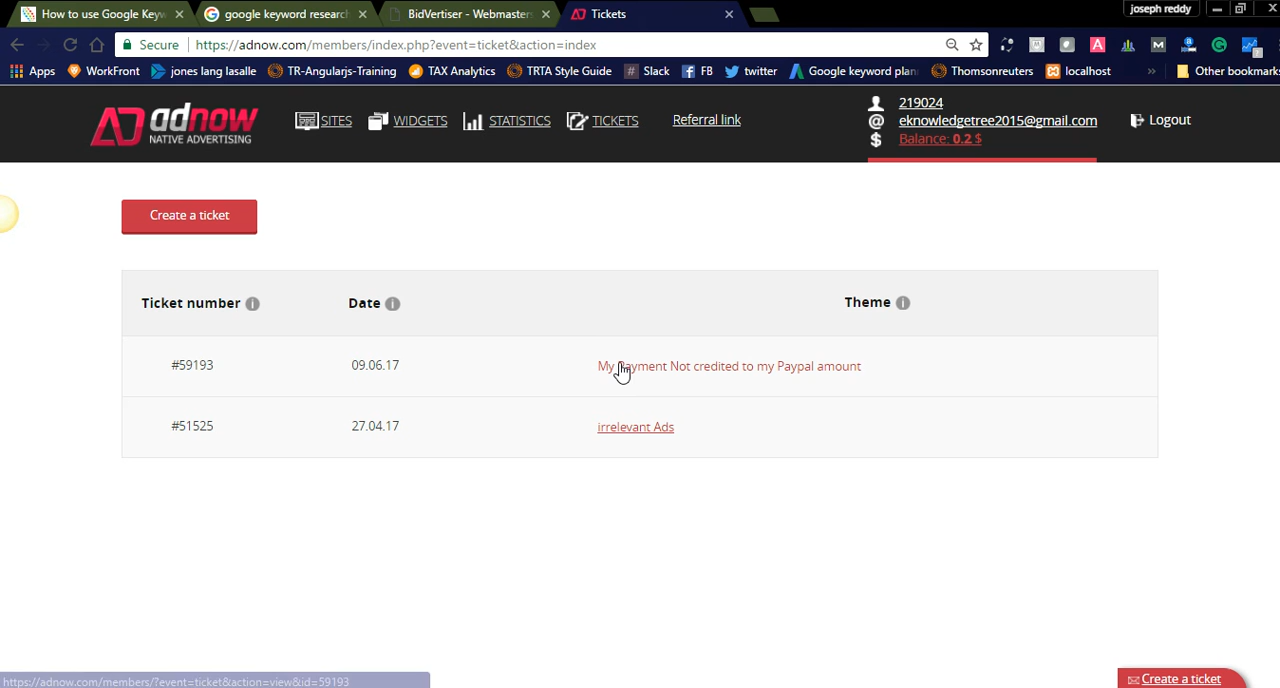 How to use Google Keyw
google keyword research
BidVertiser - Webmaster
Tickets
joseph reddy
Secure
https://adnow.com/members/index.php?event=ticket&action=index
Apps
WorkFront
jones lang lasalle
TR-Angularjs-Training
TAX Analytics
TRTA Style Guide
Slack
FB
twitter
Google keyword plan
Thomsonreuters
localhost
»
Other bookmarks
adnow
NATIVE ADVERTISING
SITES
WIDGETS
STATISTICS
TICKETS
Referral link
219024
eknowledgetree2015@gmail.com
Balance: 0.2 $
Logout
Create a ticket
Ticket number Date Theme
#59193 09.06.17 My Payment Not credited to my Paypal amount
#51525 27.04.17 irrelevant Ads
https://adnow.com/members/?event=ticket&action=view&id=59193
Create a ticket